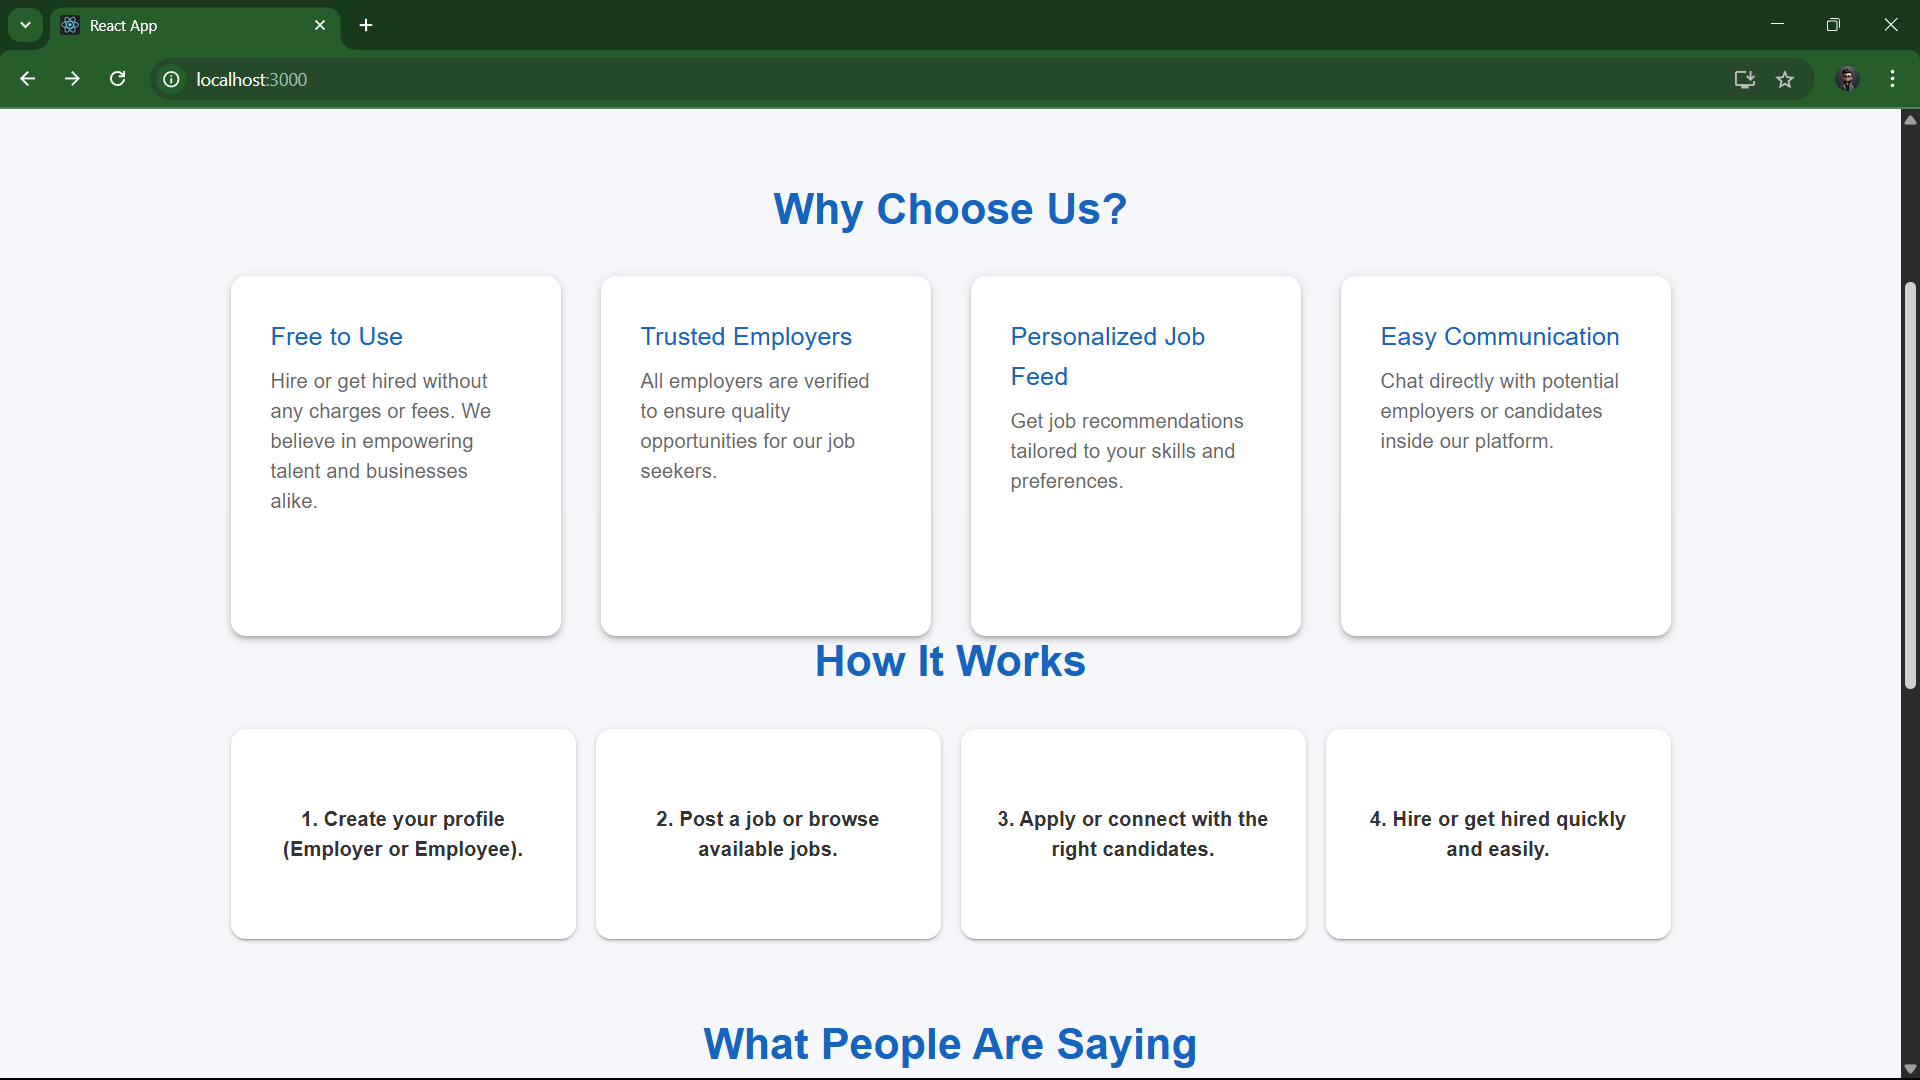 React App
localhost:3000
Why Choose Us?
Free to Use
Hire or get hired without
any charges or fees. We
believe in empowering
talent and businesses
alike.
Trusted Employers
All employers are verified
to ensure quality
opportunities for our job
seekers.
Personalized Job
Feed
Get job recommendations
tailored to your skills and
preferences.
Easy Communication
Chat directly with potential
employers or candidates
inside our platform.
How It Works
1. Create your profile
(Employer or Employee).
2. Post a job or browse
available jobs.
3. Apply or connect with the
right candidates.
4. Hire or get hired quickly
and easily.
What People Are Saying